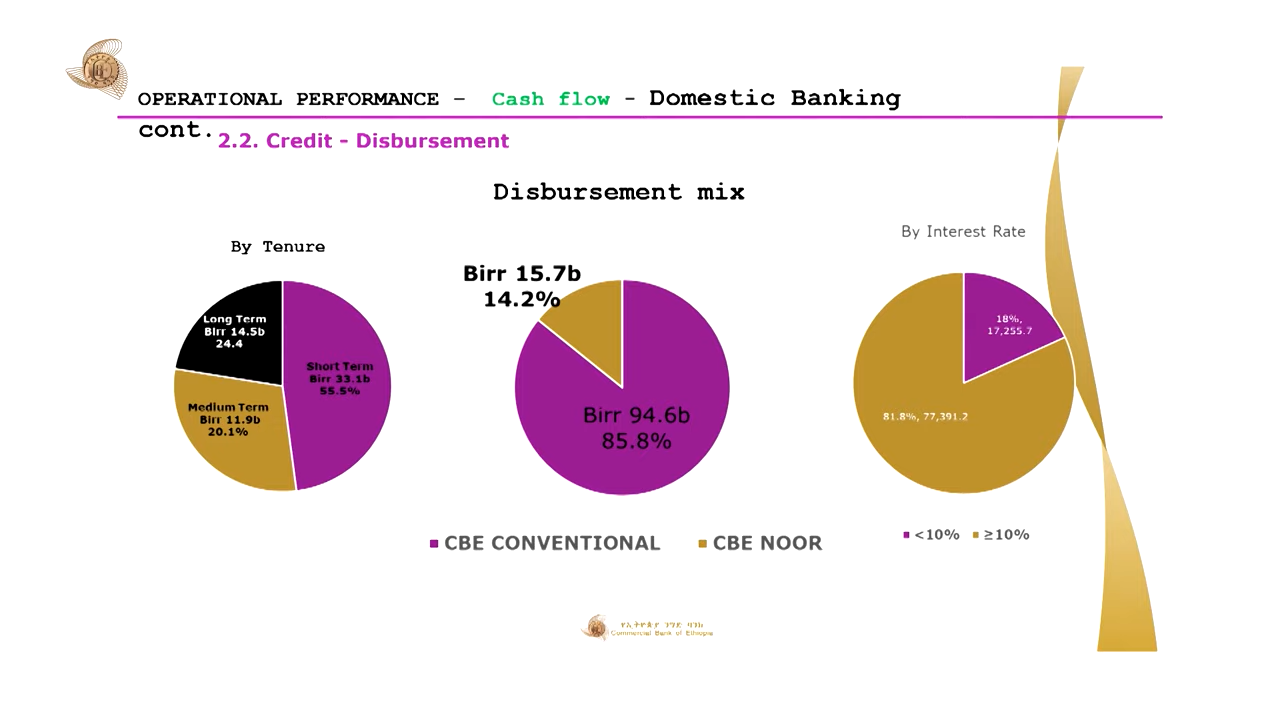 OPERATIONAL PERFORMANCE – Cash flow - Domestic Banking
cont.
2.2. Credit - Disbursement
Disbursement mix
By Tenure
Long Term
Birr 14.5b
24.4
Short Term
Birr 33.1b
55.5%
Medium Term
Birr 11.9b
20.1%
Birr 15.7b
14.2%
Birr 94.6b
85.8%
CBE CONVENTIONAL
CBE NOOR
By Interest Rate
18%,
17,255.7
81.8%, 77,391.2
<10%
≥10%
የኢትዮጵያ ንግድ ባንክ
Commercial Bank of Ethiopia